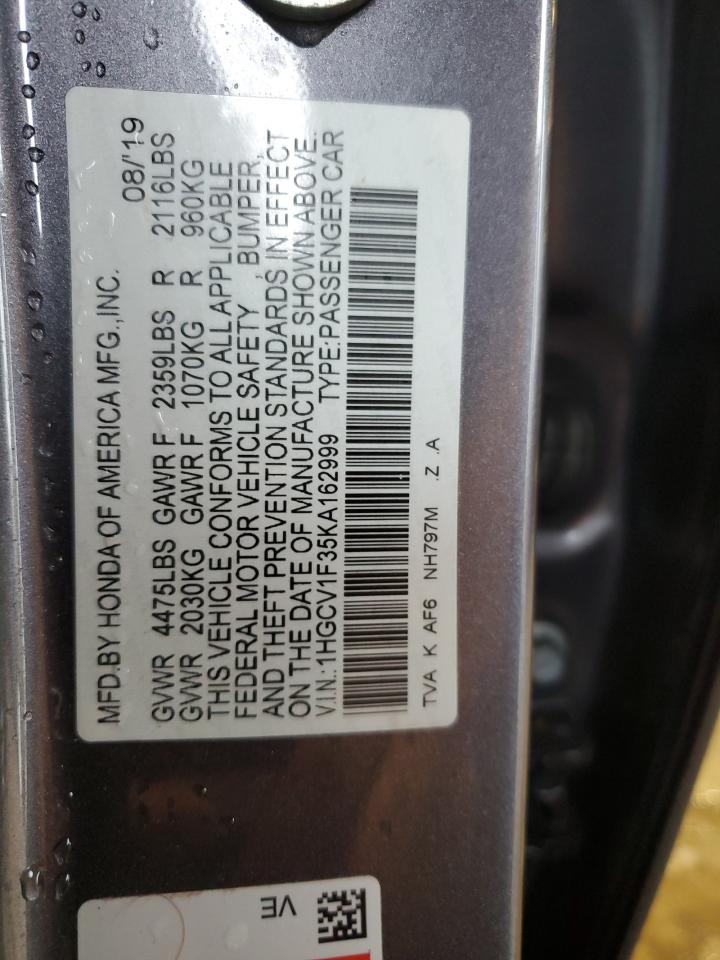 MFD.BY HONDA OF AMERICA MFG.,INC. 08/'19
GVWR 4475LBS GAWR F 2359LBS R 2116LBS
GVWR 2030KG GAWR F 1070KG R 960KG
THIS VEHICLE CONFORMS TO ALL APPLICABLE
FEDERAL MOTOR VEHICLE SAFETY , BUMPER,
AND THEFT PREVENTION STANDARDS IN EFFECT
ON THE DATE OF MANUFACTURE SHOWN ABOVE.
V.I.N.:1HGCV1F35KA162999 TYPE:PASSENGER CAR
TVA K AF6 NH797M .Z .A
VE